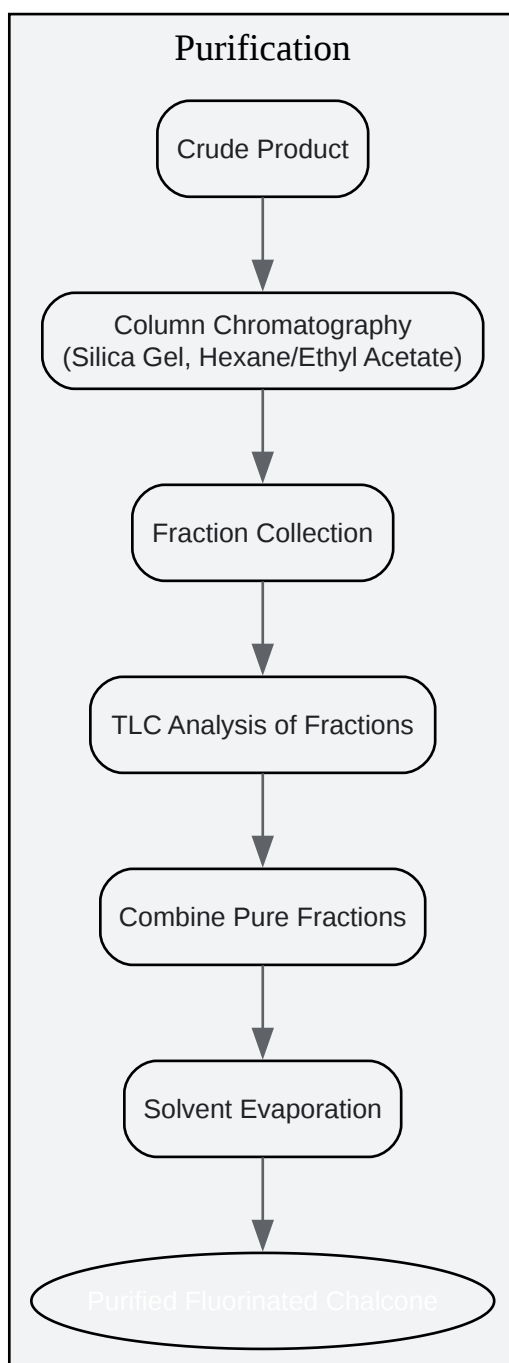 Purification
Crude Product
Column Chromatography
(Silica Gel, Hexane/Ethyl Acetate)
Fraction Collection
TLC Analysis of Fractions
Combine Pure Fractions
Solvent Evaporation
Purified Fluorinated Chalcone